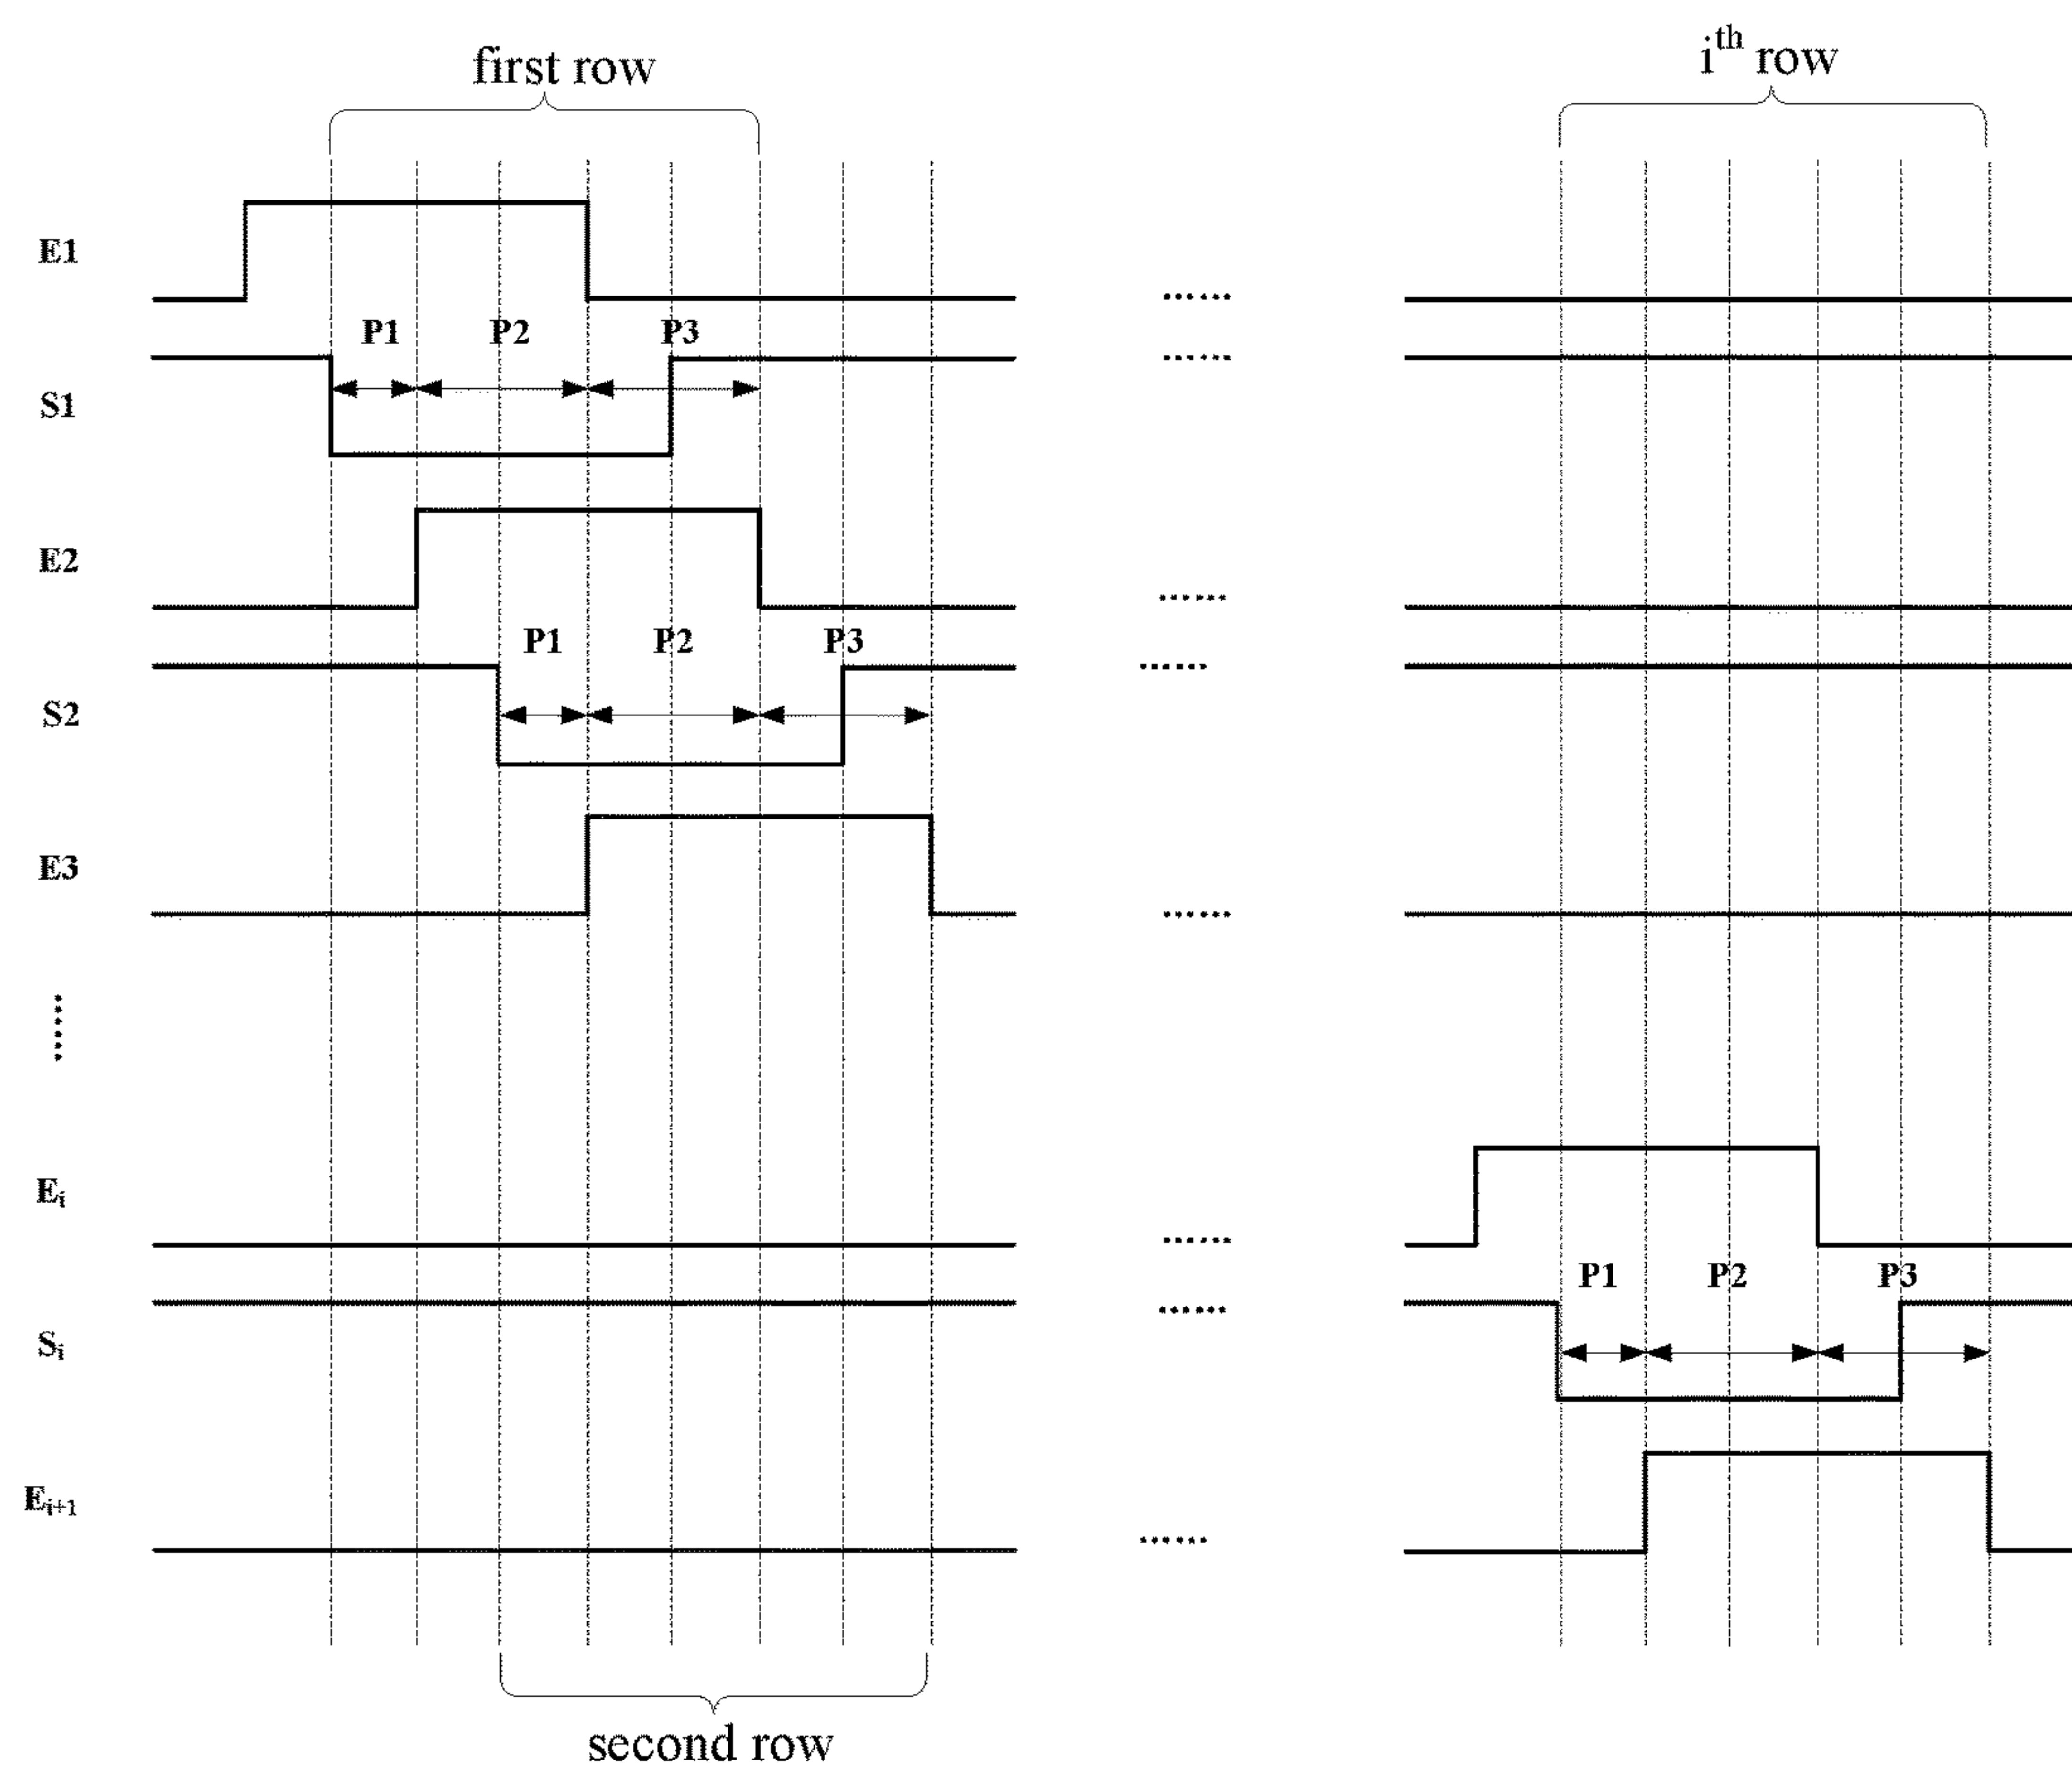 first row
iᵗʰ row
E1
P1 P2 P3
S1
E2
P1 P2 P3
S2
E3
Eᵢ
P1 P2 P3
Sᵢ
Eᵢ₊₁
second row